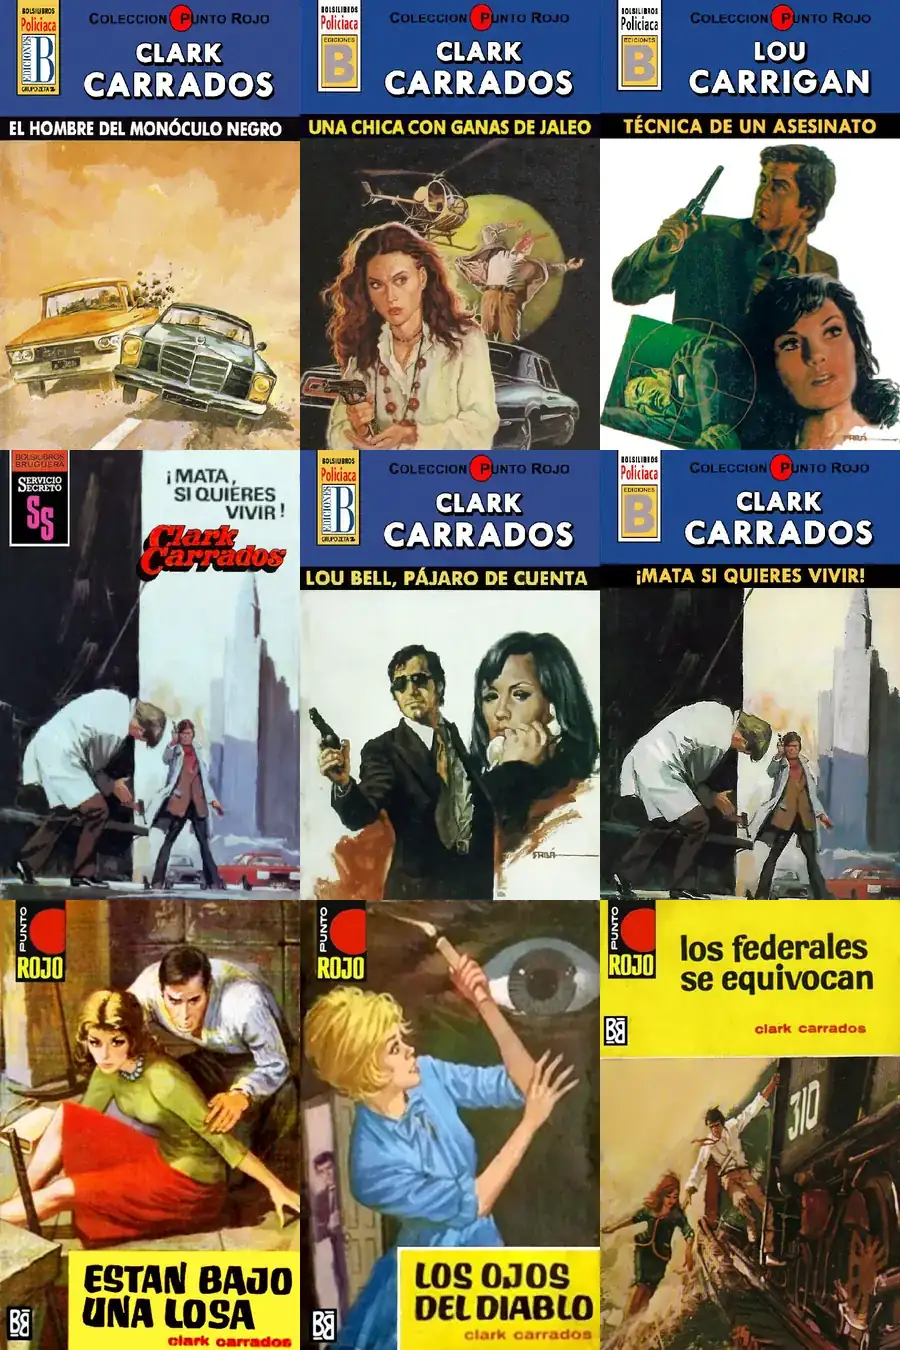 BOLSILIBROS
Policiaca
EDICIONES
B
GRUPO ZETA
COLECCION PUNTO ROJO
CLARK
CARRADOS
EL HOMBRE DEL MONÓCULO NEGRO
BOLSILIBROS
Policiaca
EDICIONES
B
COLECCION PUNTO ROJO
CLARK
CARRADOS
UNA CHICA CON GANAS DE JALEO
BOLSILIBROS
Policiaca
EDICIONES
B
COLECCION PUNTO ROJO
LOU
CARRIGAN
TÉCNICA DE UN ASESINATO
BOLSILIBROS
BRUGUERA
SERVICIO
SECRETO
SS
¡MATA,
SI QUIERES
VIVIR!
Clark
Carrados
BOLSILIBROS
Policiaca
EDICIONES
B
GRUPO ZETA
COLECCION PUNTO ROJO
CLARK
CARRADOS
LOU BELL, PÁJARO DE CUENTA
BOLSILIBROS
Policiaca
EDICIONES
B
COLECCION PUNTO ROJO
CLARK
CARRADOS
¡MATA SI QUIERES VIVIR!
PUNTO
ROJO
ESTAN BAJO
UNA LOSA
clark carrados
PUNTO
ROJO
LOS OJOS
DEL DIABLO
clark carrados
PUNTO
ROJO
los federales
se equivocan
clark carrados
310